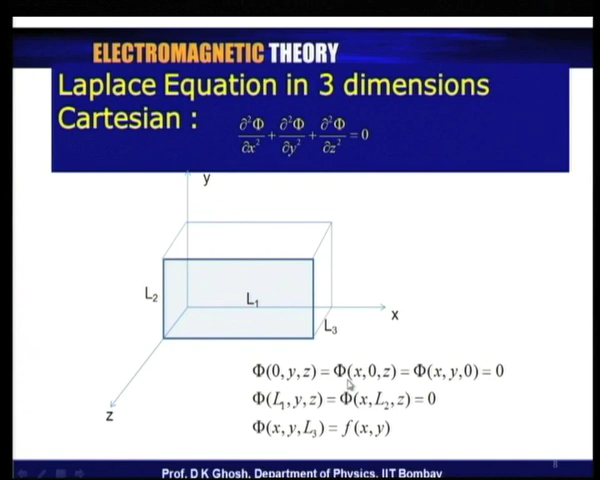 ELECTROMAGNETIC THEORY
Laplace Equation in 3 dimensions
Cartesian : ∂²Φ/∂x² + ∂²Φ/∂y² + ∂²Φ/∂z² = 0
y
L₂
L₁
x
L₃
z
Φ(0, y, z) = Φ(x, 0, z) = Φ(x, y, 0) = 0
Φ(L₁, y, z) = Φ(x, L₂, z) = 0
Φ(x, y, L₃) = f(x, y)
8
Prof. D K Ghosh, Department of Physics, IIT Bombay